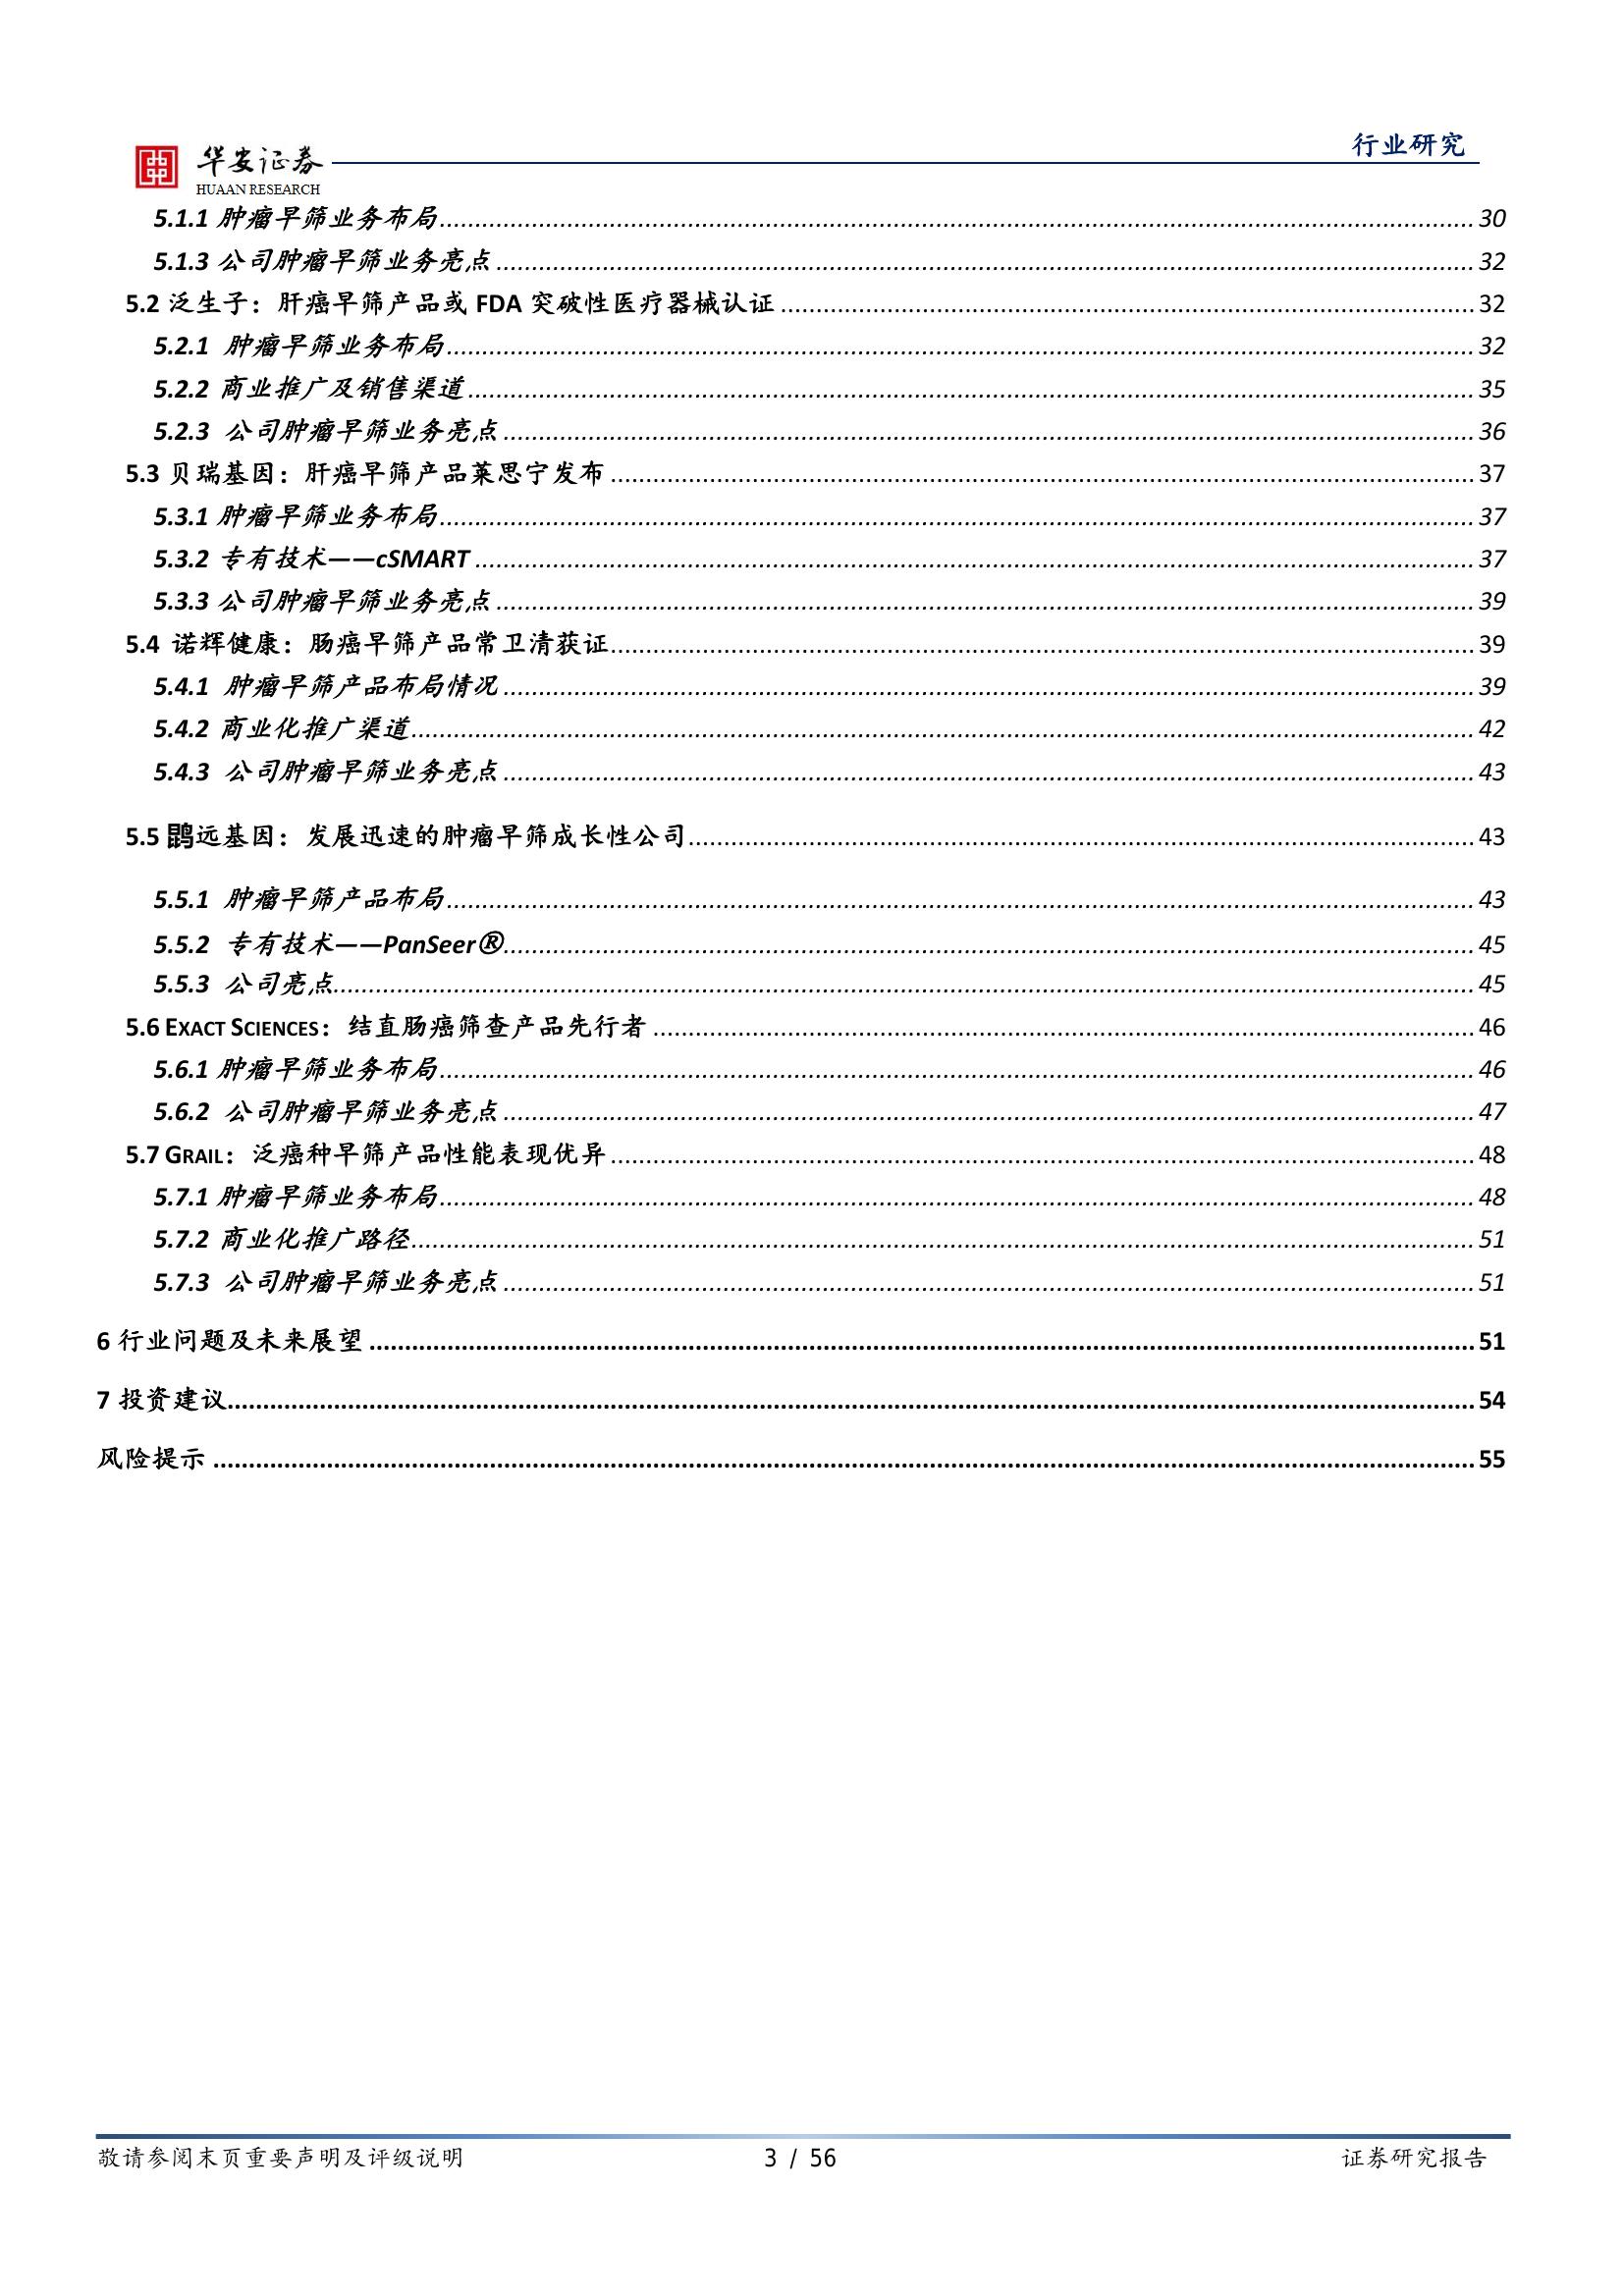 行业研究
华安证券
HUAAN RESEARCH
5.1.1 肿瘤早筛业务布局 30
5.1.3 公司肿瘤早筛业务亮点 32
5.2 泛生子：肝癌早筛产品或 FDA 突破性医疗器械认证 32
5.2.1 肿瘤早筛业务布局 32
5.2.2 商业推广及销售渠道 35
5.2.3 公司肿瘤早筛业务亮点 36
5.3 贝瑞基因：肝癌早筛产品莱思宁发布 37
5.3.1 肿瘤早筛业务布局 37
5.3.2 专有技术——cSMART 37
5.3.3 公司肿瘤早筛业务亮点 39
5.4 诺辉健康：肠癌早筛产品常卫清获证 39
5.4.1 肿瘤早筛产品布局情况 39
5.4.2 商业化推广渠道 42
5.4.3 公司肿瘤早筛业务亮点 43
5.5 鹍远基因：发展迅速的肿瘤早筛成长性公司 43
5.5.1 肿瘤早筛产品布局 43
5.5.2 专有技术——PanSeer® 45
5.5.3 公司亮点 45
5.6 EXACT SCIENCES：结直肠癌筛查产品先行者 46
5.6.1 肿瘤早筛业务布局 46
5.6.2 公司肿瘤早筛业务亮点 47
5.7 GRAIL：泛癌种早筛产品性能表现优异 48
5.7.1 肿瘤早筛业务布局 48
5.7.2 商业化推广路径 51
5.7.3 公司肿瘤早筛业务亮点 51
6 行业问题及未来展望 51
7 投资建议 54
风险提示 55
敬请参阅末页重要声明及评级说明 3 / 56 证券研究报告